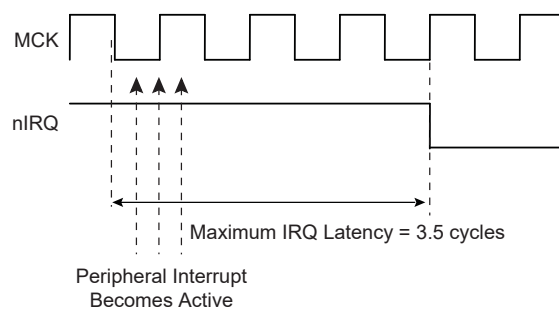 MCK
nIRQ
Maximum IRQ Latency = 3.5 cycles
Peripheral Interrupt
Becomes Active